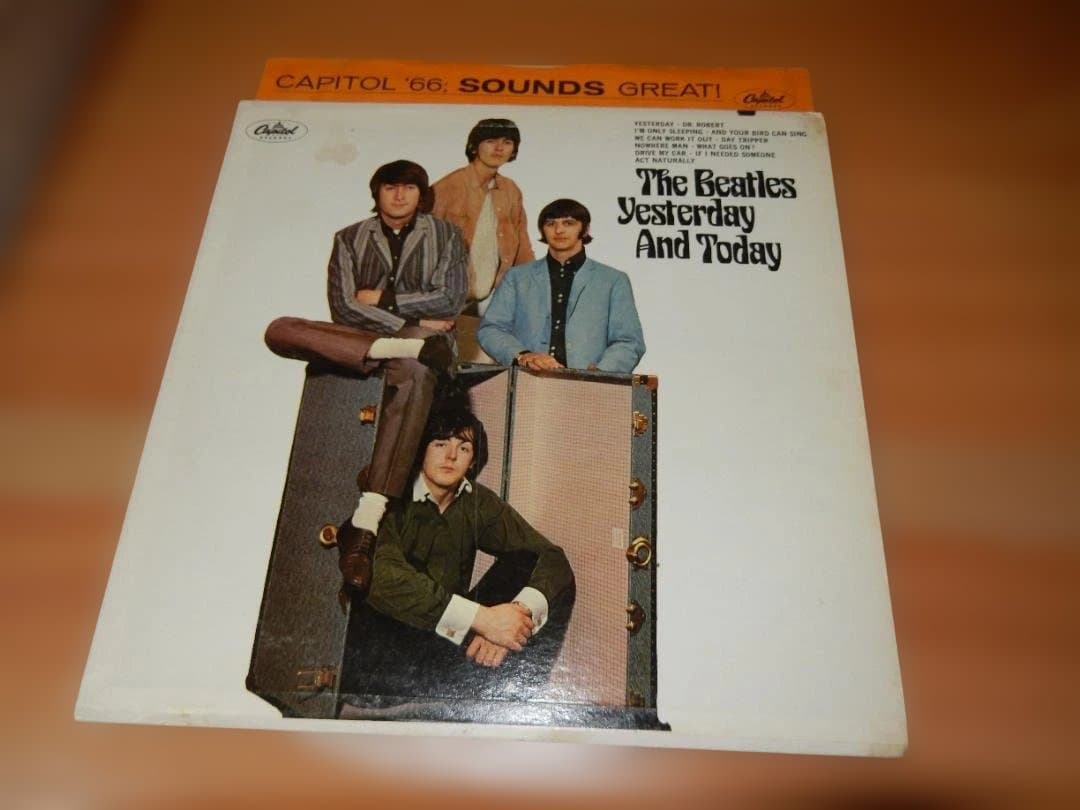 CAPITOL '66; SOUNDS GREAT!
Capitol
RECORDS
Capitol
RECORDS
YESTERDAY - DR. ROBERT
I'M ONLY SLEEPING - AND YOUR BIRD CAN SING
WE CAN WORK IT OUT - DAY TRIPPER
NOWHERE MAN - WHAT GOES ON?
DRIVE MY CAR - IF I NEEDED SOMEONE
ACT NATURALLY
The Beatles
Yesterday
And Today